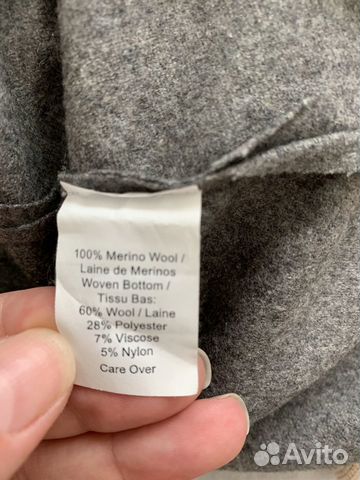 100% Merino Wool /
Laine de Merinos
Woven Bottom /
Tissu Bas:
60% Wool / Laine
28% Polyester
7% Viscose
5% Nylon
Care Over
Avito